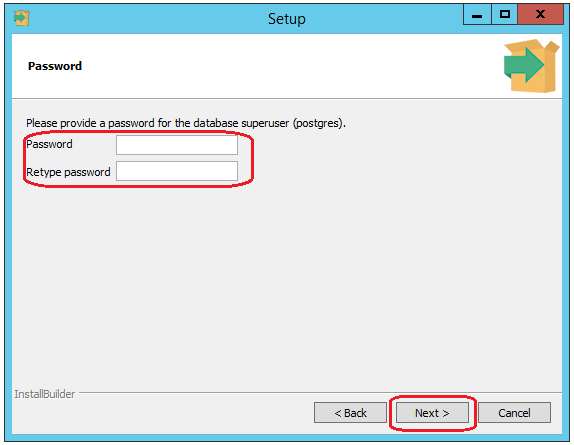 Setup
Password
Please provide a password for the database superuser (postgres).
Password
Retype password
InstallBuilder
< Back
Next >
Cancel